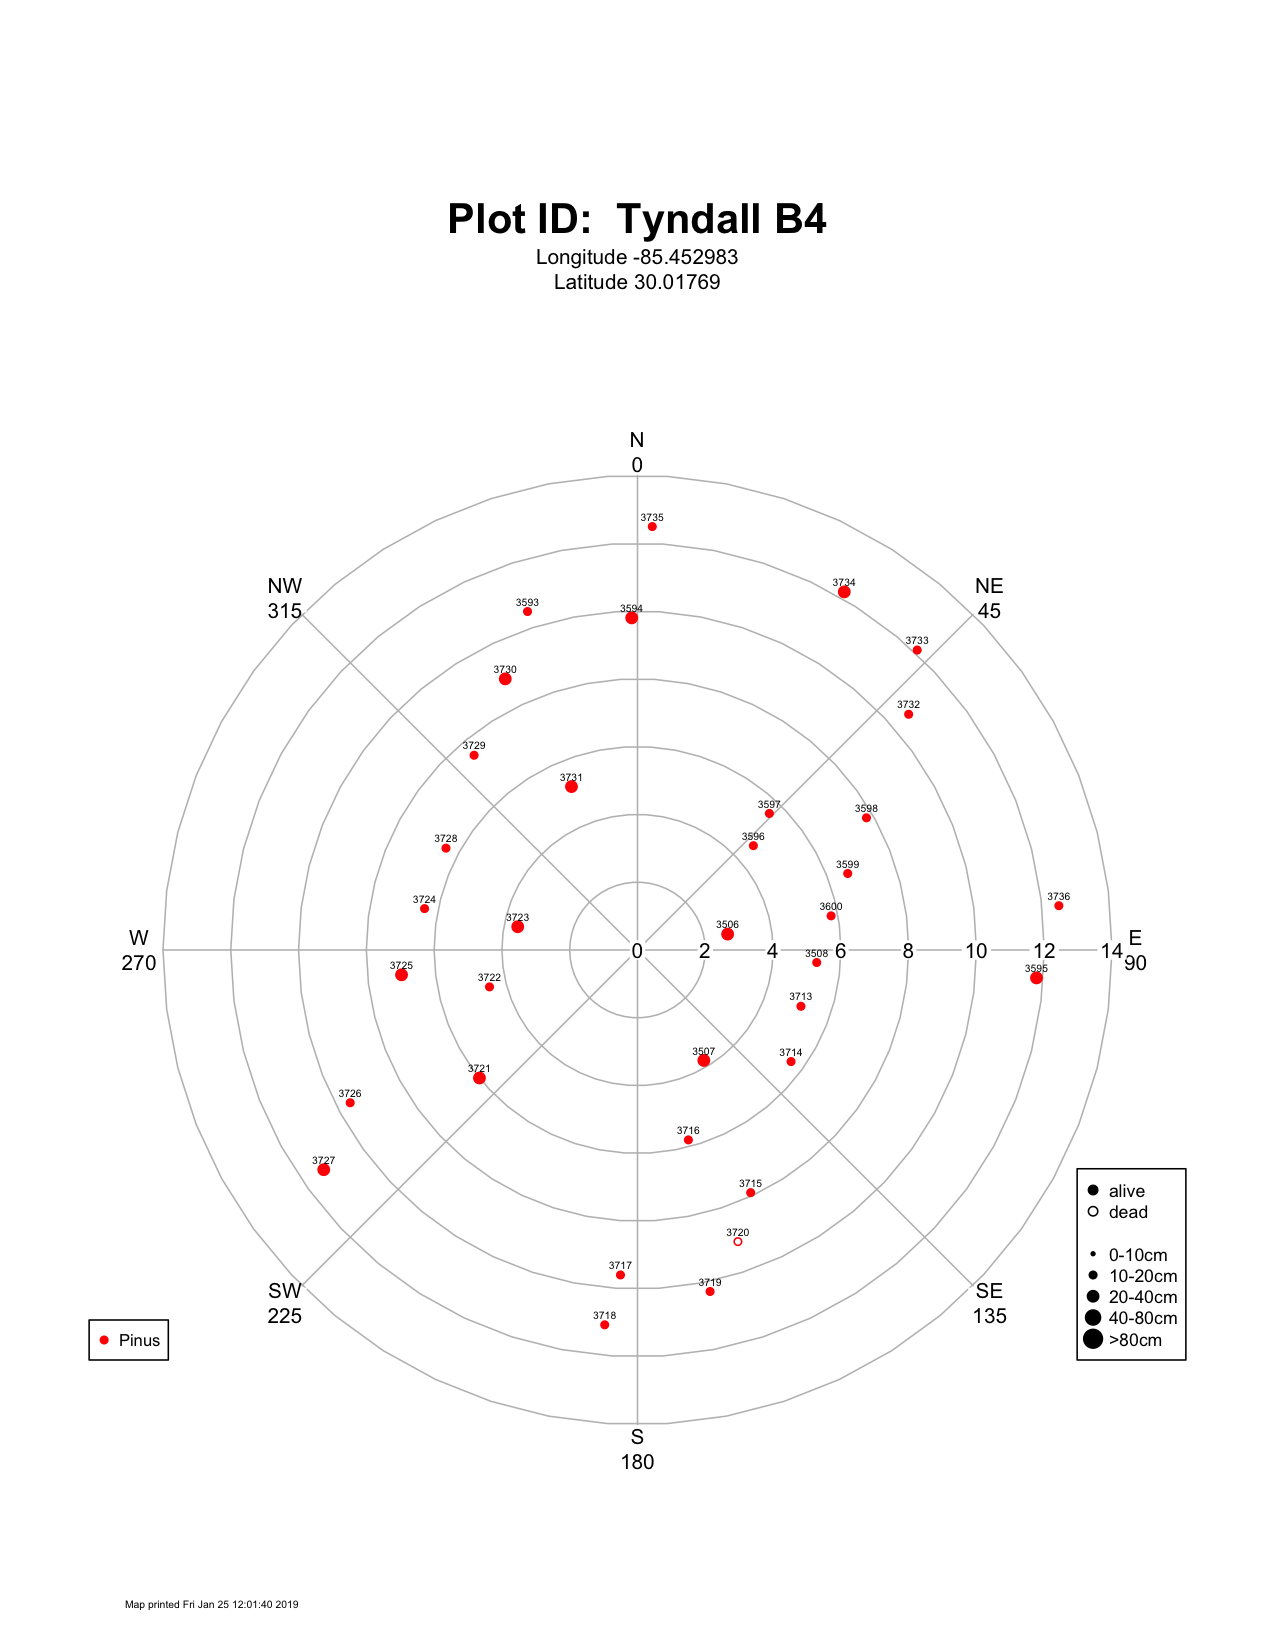 Plot ID:  Tyndall B4
Longitude -85.452983
Latitude 30.01769
N
0
3735
NW
315
NE
45
3734
3593
3594
3733
3730
3732
3729
3731
3597
3598
3596
3728
3599
3736
3724
3600
3723
3506
W
270
0 2 4 6 8 10 12 14
E
90
3508
3725
3595
3722
3713
3507
3714
3721
3726
3716
3727
3715
3720
3717
3719
3718
alive
dead
0-10cm
10-20cm
20-40cm
40-80cm
>80cm
SW
225
SE
135
Pinus
S
180
Map printed Fri Jan 25 12:01:40 2019